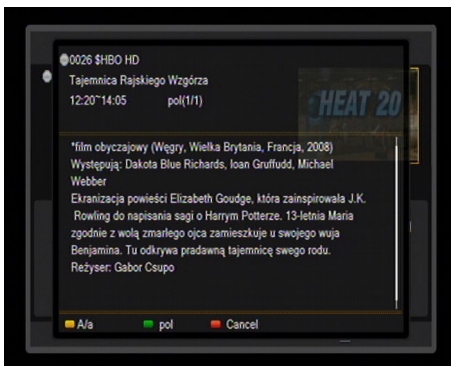 0026 $HBO HD
Tajemnica Rajskiego Wzgórza
12:20~14:05 pol(1/1)
HEAT 20
*film obyczajowy (Węgry, Wielka Brytania, Francja, 2008)
Występują: Dakota Blue Richards, Ioan Gruffudd, Michael
Webber
Ekranizacja powieści Elizabeth Goudge, która zainspirowała J.K.
Rowling do napisania sagi o Harrym Potterze. 13-letnia Maria
zgodnie z wolą zmarłego ojca zamieszkuje u swojego wuja
Benjamina. Tu odkrywa pradawną tajemnicę swego rodu.
Reżyser: Gabor Csupo
A/a pol Cancel